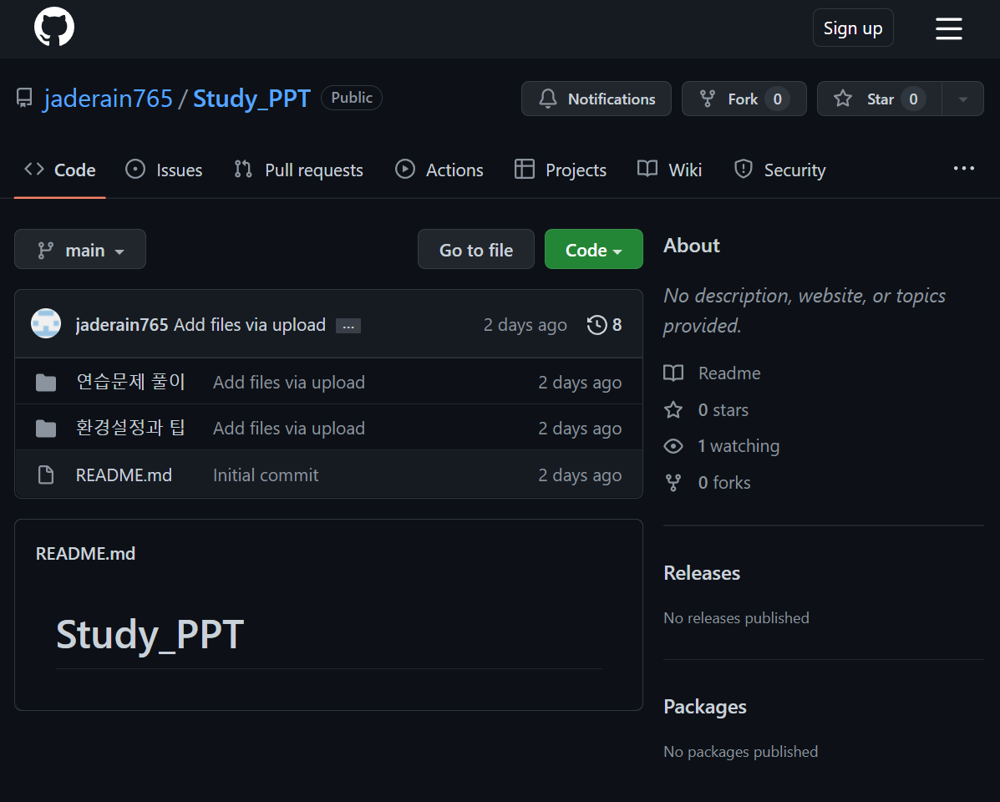 Sign up
jaderain765 / Study_PPT Public Notifications Fork 0 Star 0
Code Issues Pull requests Actions Projects Wiki Security ...
main Go to file Code
jaderain765 Add files via upload ... 2 days ago 8
연습문제 풀이 Add files via upload 2 days ago
환경설정과 팁 Add files via upload 2 days ago
README.md Initial commit 2 days ago
README.md
Study_PPT
About
No description, website, or topics
provided.
Readme
0 stars
1 watching
0 forks
Releases
No releases published
Packages
No packages published